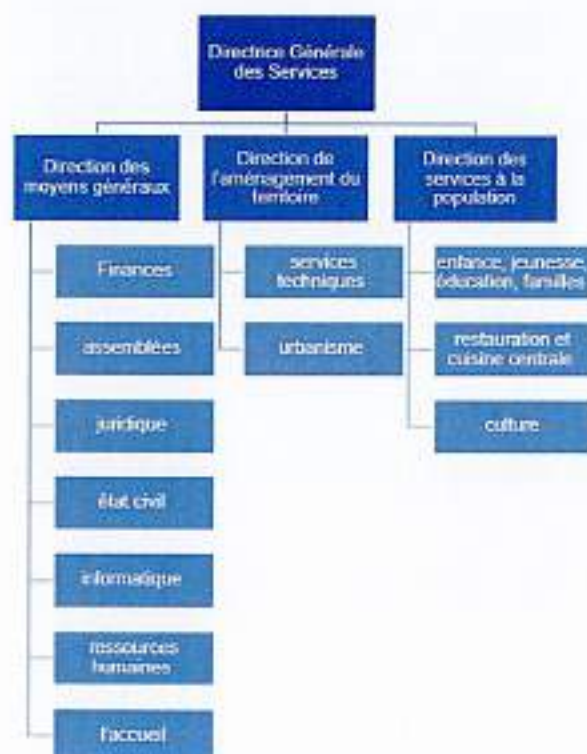 Directrice Générale
des Services
Direction des
moyens généraux
Direction de
l'aménagement du
territoire
Direction des
services à la
population
Finances
assemblées
juridique
état civil
informatique
ressources
humaines
l'accueil
services
techniques
urbanisme
enfance, jeunesse,
éducation, familles
restauration et
cuisine centrale
culture